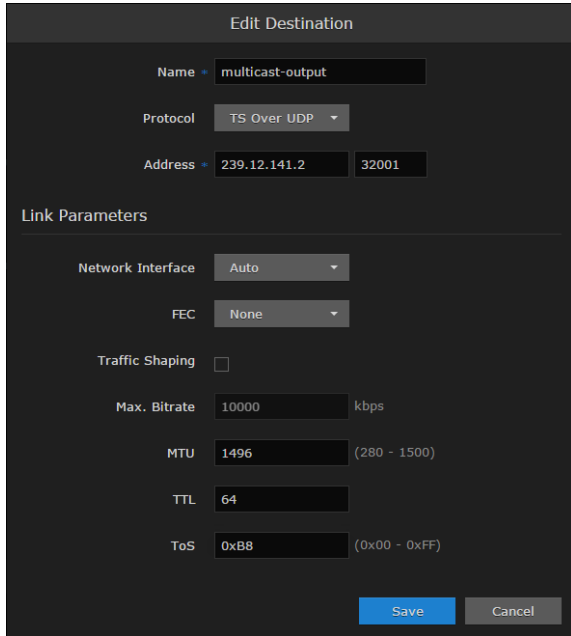 Edit Destination
Name * multicast-output
Protocol TS Over UDP
Address * 239.12.141.2 32001
Link Parameters
Network Interface Auto
FEC None
Traffic Shaping
Max. Bitrate 10000 kbps
MTU 1496 (280 - 1500)
TTL 64
ToS 0xB8 (0x00 - 0xFF)
Save Cancel